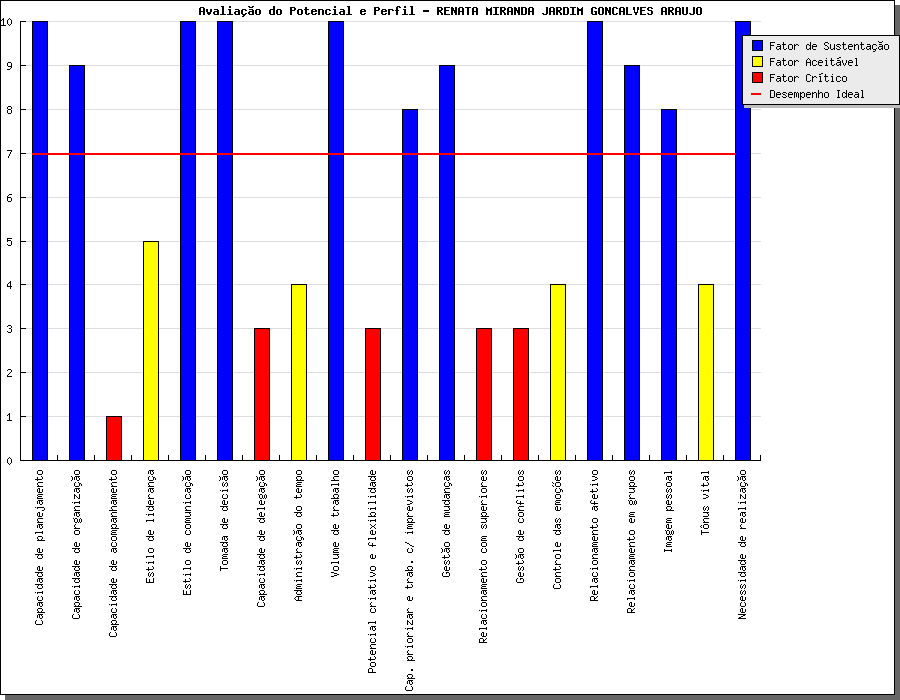 Avaliação do Potencial e Perfil - RENATA MIRANDA JARDIM GONCALVES ARAUJO
Fator de Sustentação
Fator Aceitável
Fator Crítico
Desempenho Ideal
10
9
8
7
6
5
4
3
2
1
0
Capacidade de planejamento
Capacidade de organização
Capacidade de acompanhamento
Estilo de liderança
Estilo de comunicação
Tomada de decisão
Capacidade de delegação
Administração do tempo
Volume de trabalho
Potencial criativo e flexibilidade
Cap. priorizar e trab. c/ imprevistos
Gestão de mudanças
Relacionamento com superiores
Gestão de conflitos
Controle das emoções
Relacionamento afetivo
Relacionamento em grupos
Imagem pessoal
Tônus vital
Necessidade de realização